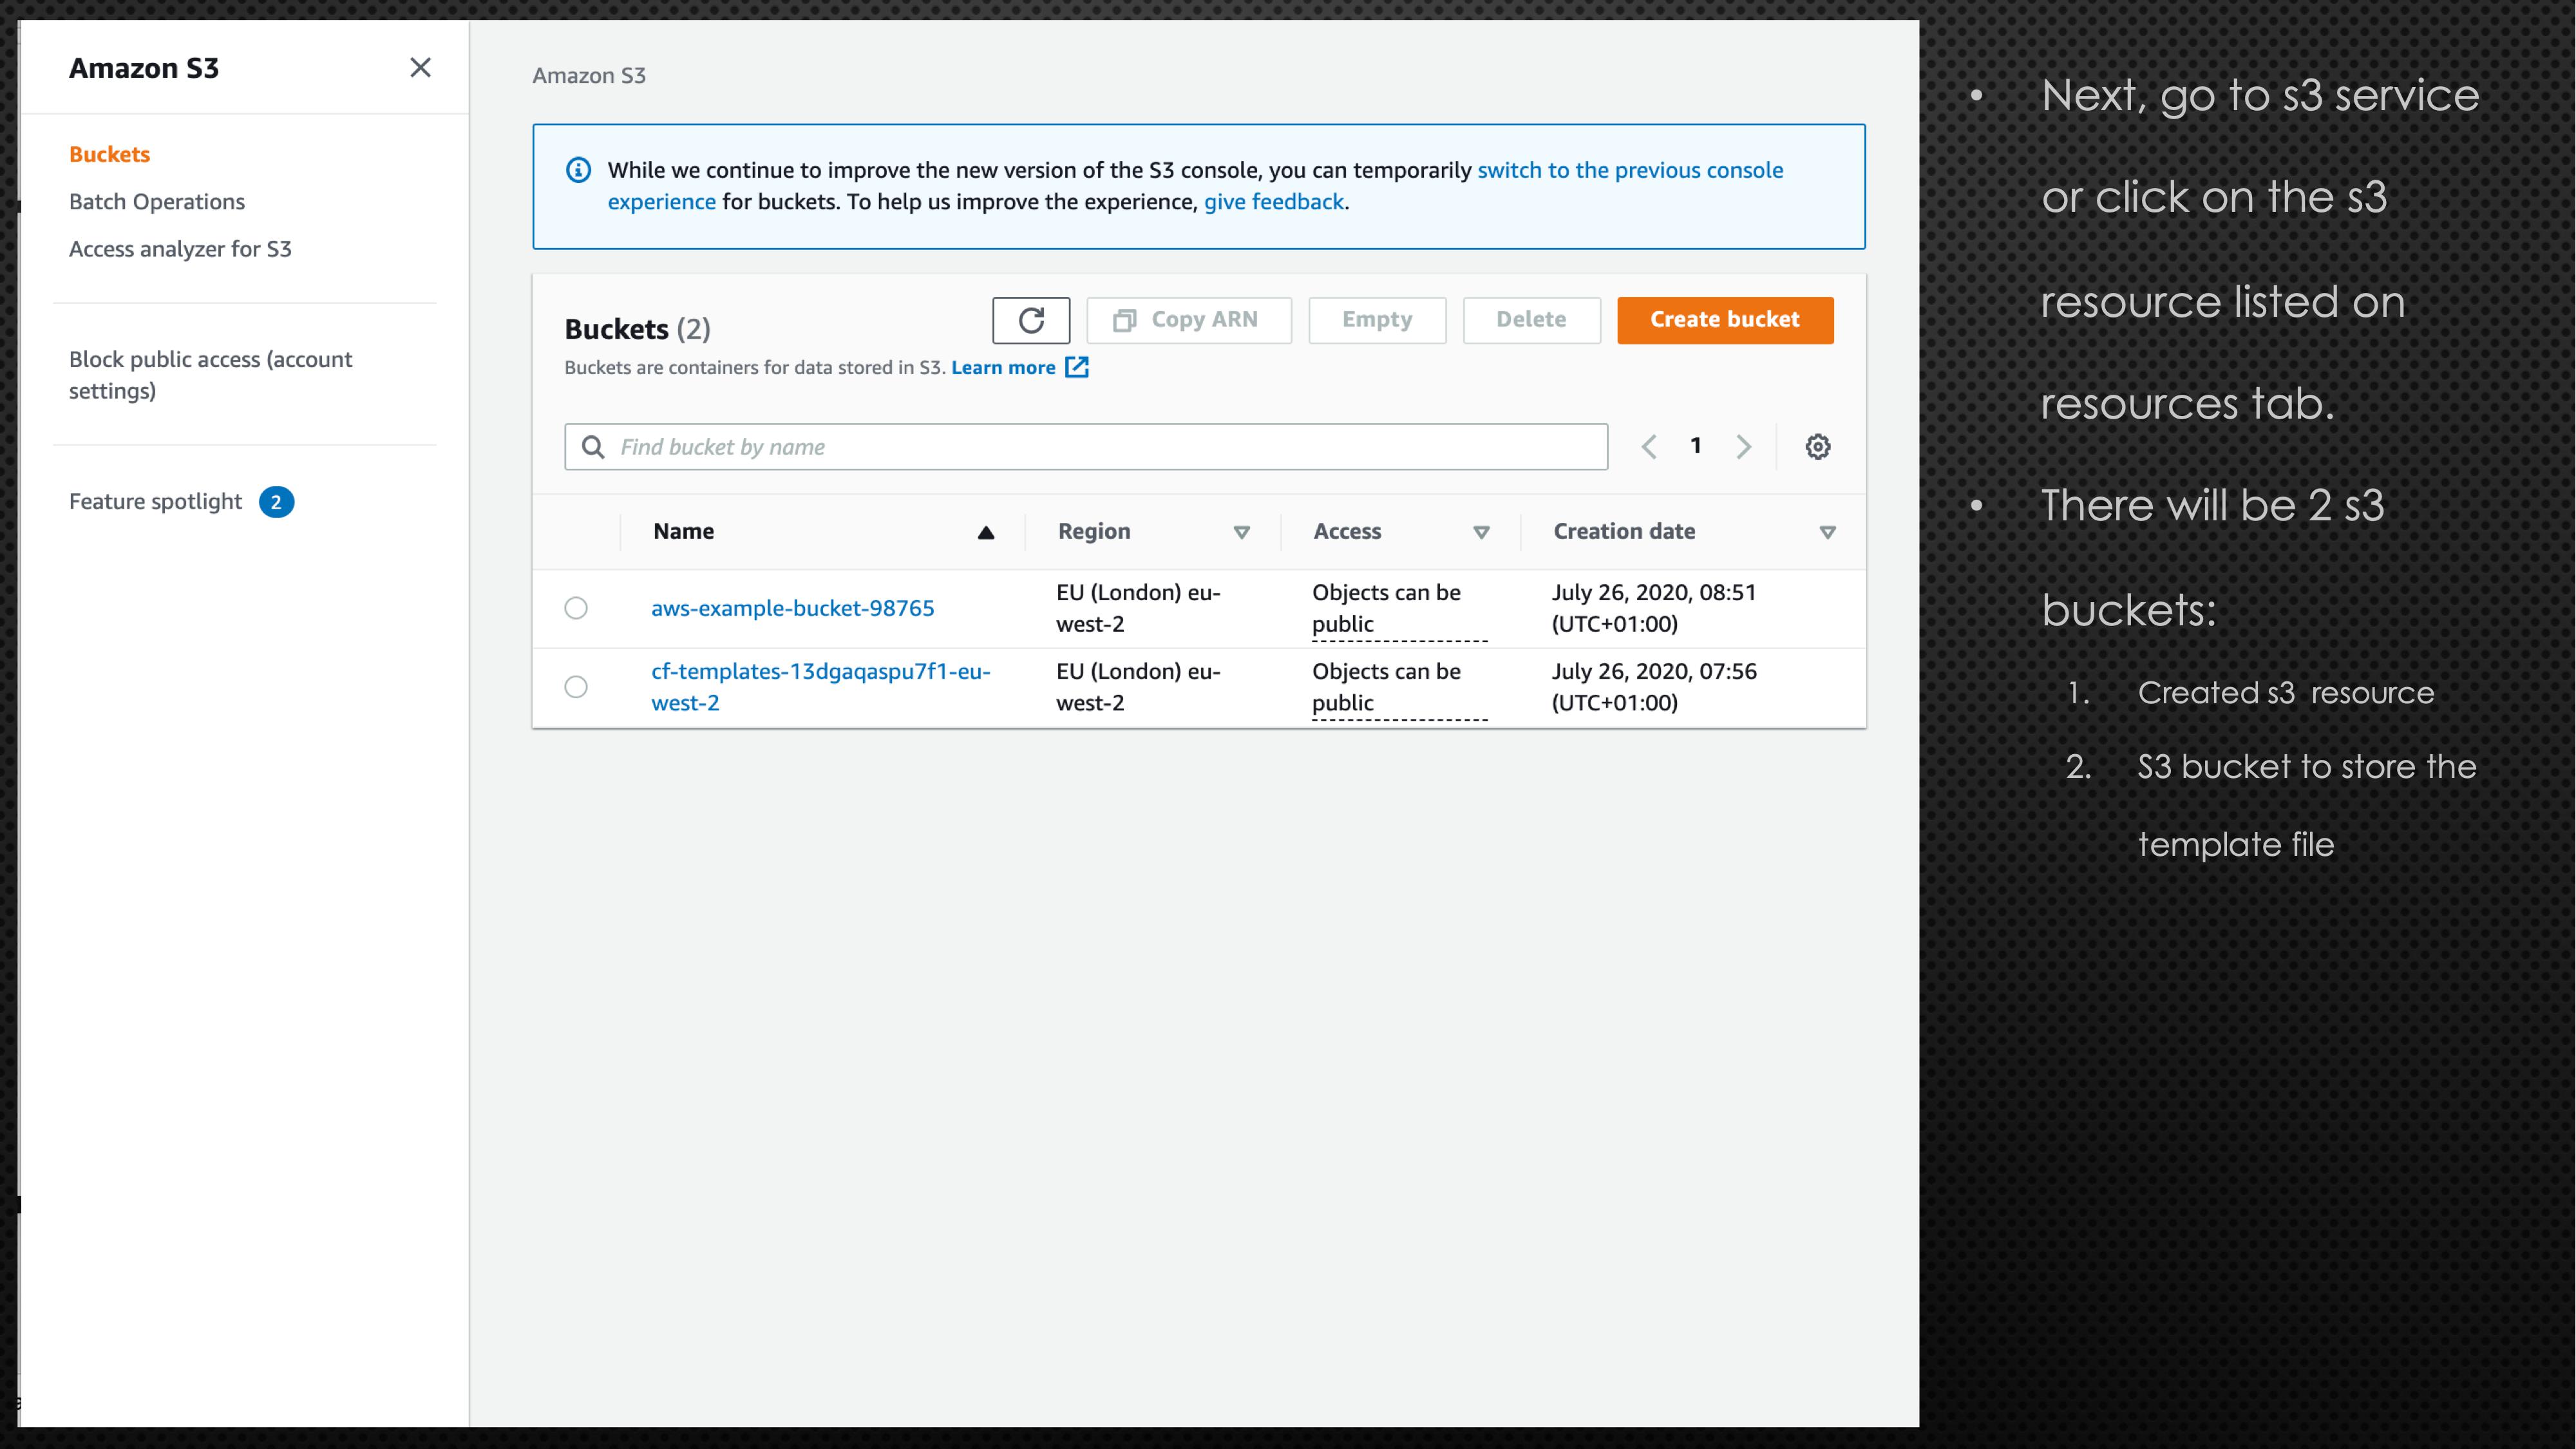 Amazon S3
Buckets
Batch Operations
Access analyzer for S3
Block public access (account
settings)
Feature spotlight 2
Amazon S3
While we continue to improve the new version of the S3 console, you can temporarily switch to the previous console
experience for buckets. To help us improve the experience, give feedback.
Buckets (2)
Copy ARN
Empty
Delete
Create bucket
Buckets are containers for data stored in S3. Learn more
Find bucket by name
1
Name Region Access Creation date
aws-example-bucket-98765
EU (London) eu-
west-2
Objects can be
public
July 26, 2020, 08:51
(UTC+01:00)
cf-templates-13dgaqaspu7f1-eu-
west-2
EU (London) eu-
west-2
Objects can be
public
July 26, 2020, 07:56
(UTC+01:00)
• Next, go to s3 service
or click on the s3
resource listed on
resources tab.
• There will be 2 s3
buckets:
1. Created s3 resource
2. S3 bucket to store the
template file